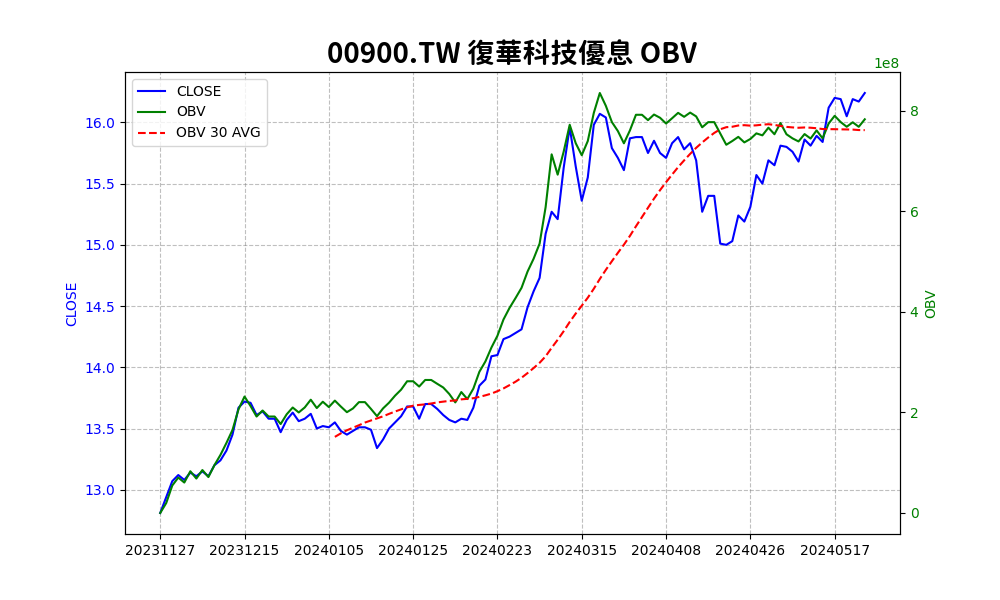 00900.TW 復華科技優息 OBV
1e8
CLOSE
OBV
OBV 30 AVG
16.0
15.5
15.0
14.5
14.0
13.5
13.0
CLOSE
8
6
4
2
0
OBV
20231127 20231215 20240105 20240125 20240223 20240315 20240408 20240426 20240517